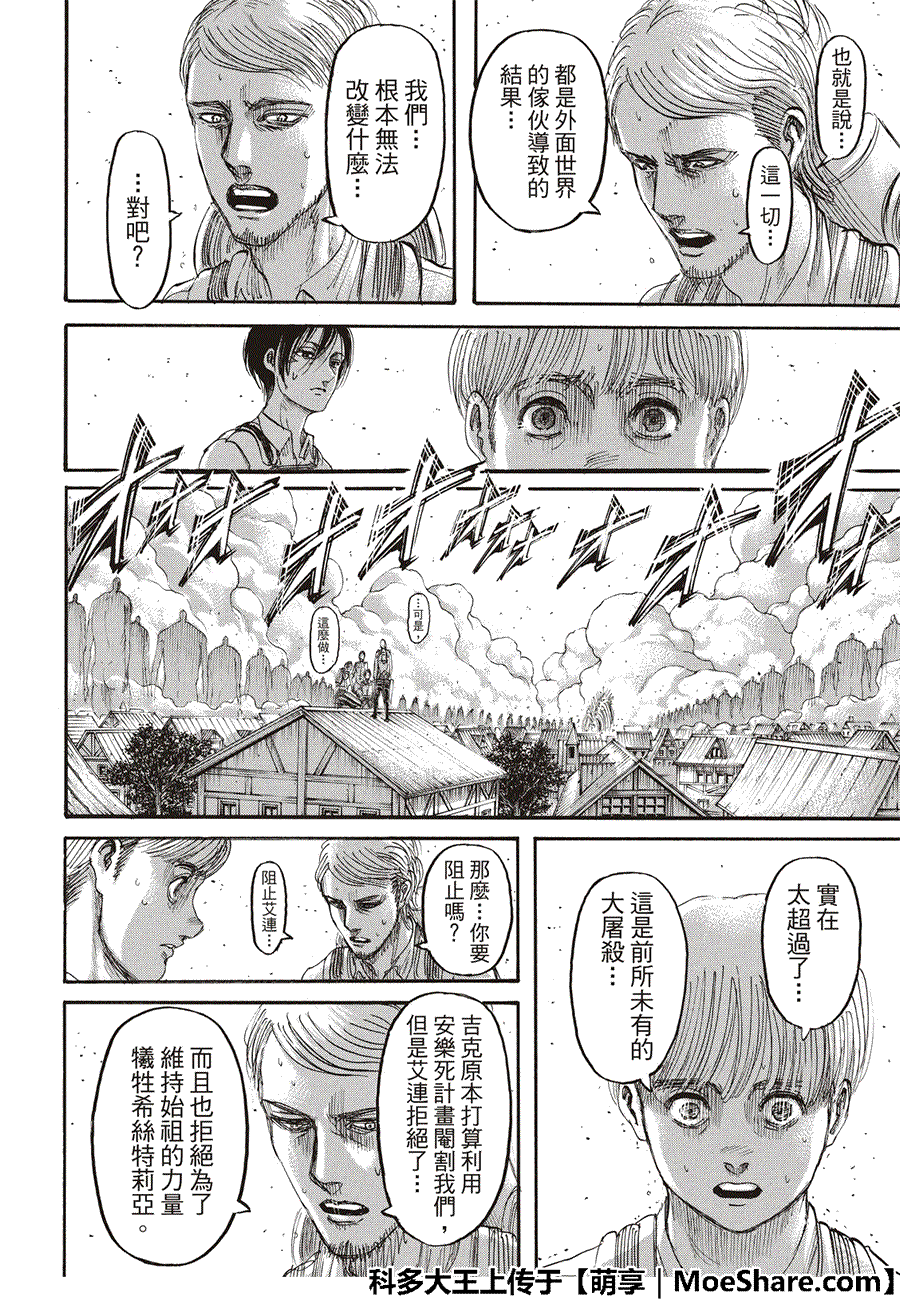 也就是說…
這一切…
都是外面世界
的傢伙導致的
結果…
我們…
根本無法
改變什麼…
…對吧？
…可是，
這麼做…
實在
太超過了…
這是前所未有的
大屠殺…
那麼…你要
阻止嗎？
阻止艾連…
吉克原本打算利用
安樂死計畫閹割我們，
但是艾連拒絕了…
而且也拒絕為了
維持始祖的力量
犧牲希絲特莉亞。
科多大王上传于【萌享｜MoeShare.com】